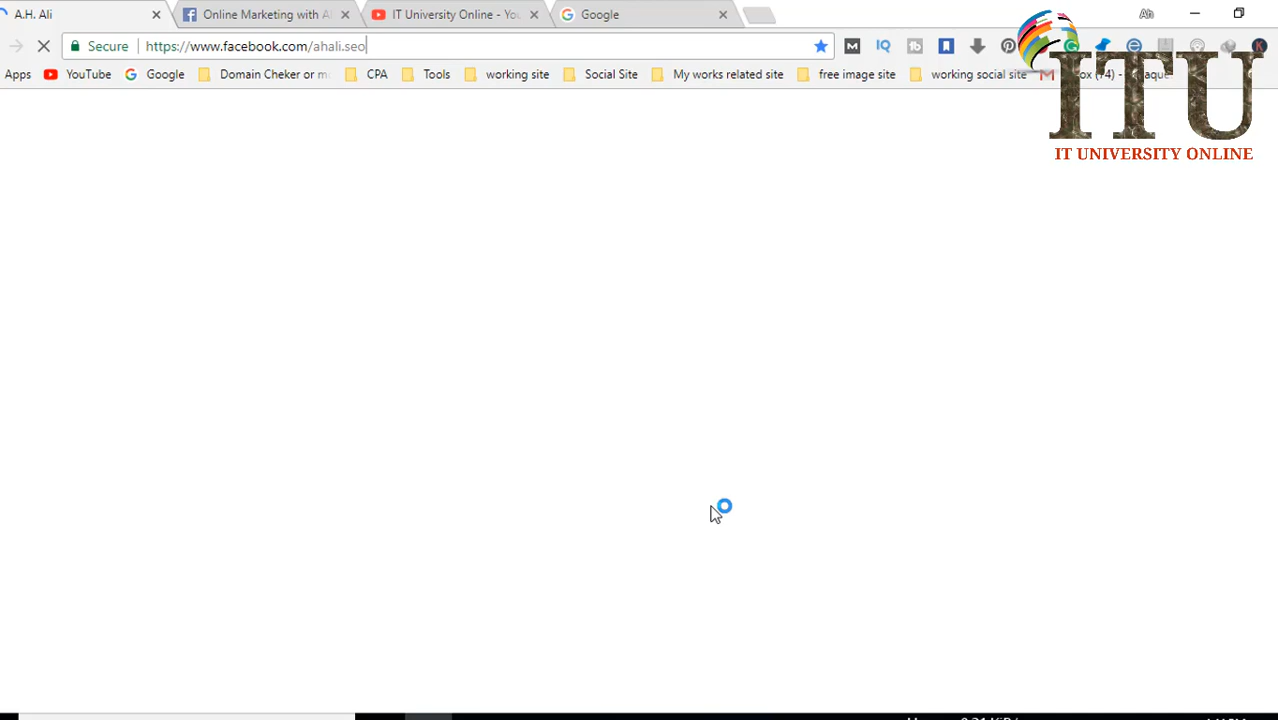 A.H. Ali
Online Marketing with A
IT University Online - You
Google
Ah
Secure
https://www.facebook.com/ahali.seo
Apps
YouTube
Google
Domain Cheker or m
CPA
Tools
working site
Social Site
My works related site
free image site
working social site
ITU
IT UNIVERSITY ONLINE